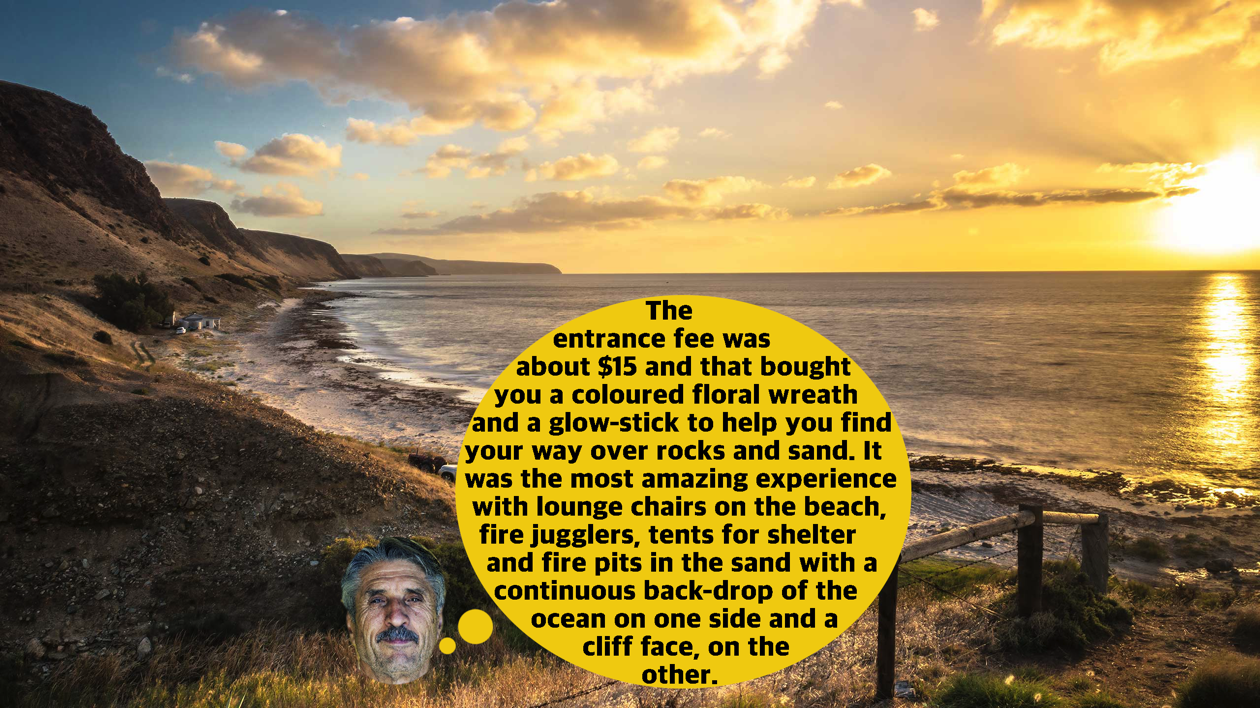 The
entrance fee was
about $15 and that bought
you a coloured floral wreath
and a glow-stick to help you find
your way over rocks and sand. It
was the most amazing experience
with lounge chairs on the beach,
fire jugglers, tents for shelter
and fire pits in the sand with a
continuous back-drop of the
ocean on one side and a
cliff face, on the
other.